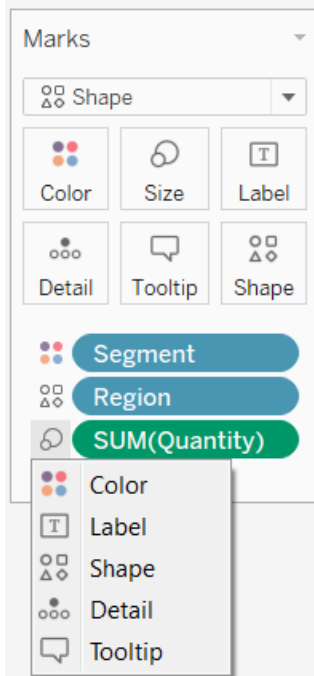 Marks
Shape
Color Size Label
Detail Tooltip Shape
Segment
Region
SUM(Quantity)
Color
Label
Shape
Detail
Tooltip